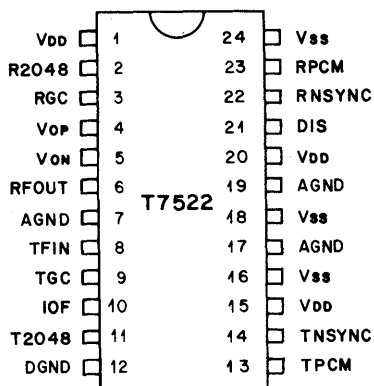 VDD 1 24 Vss
R2048 2 23 RPCM
RGC 3 22 RNSYNC
VOP 4 21 DIS
VON 5 20 VDD
RFOUT 6 19 AGND
T7522
AGND 7 18 Vss
TFIN 8 17 AGND
TGC 9 16 Vss
IOF 10 15 VDD
T2048 11 14 TNSYNC
DGND 12 13 TPCM